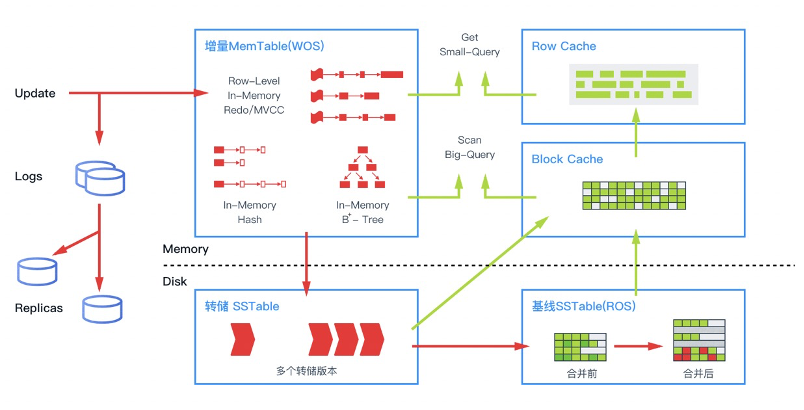 增量MemTable(WOS)
Row-Level
In-Memory
Redo/MVCC
In-Memory
Hash
In-Memory
B+- Tree
Get
Small-Query
Scan
Big-Query
Row Cache
Block Cache
Update
Logs
Replicas
Memory
Disk
转储 SSTable
多个转储版本
基线SSTable(ROS)
合并前
合并后